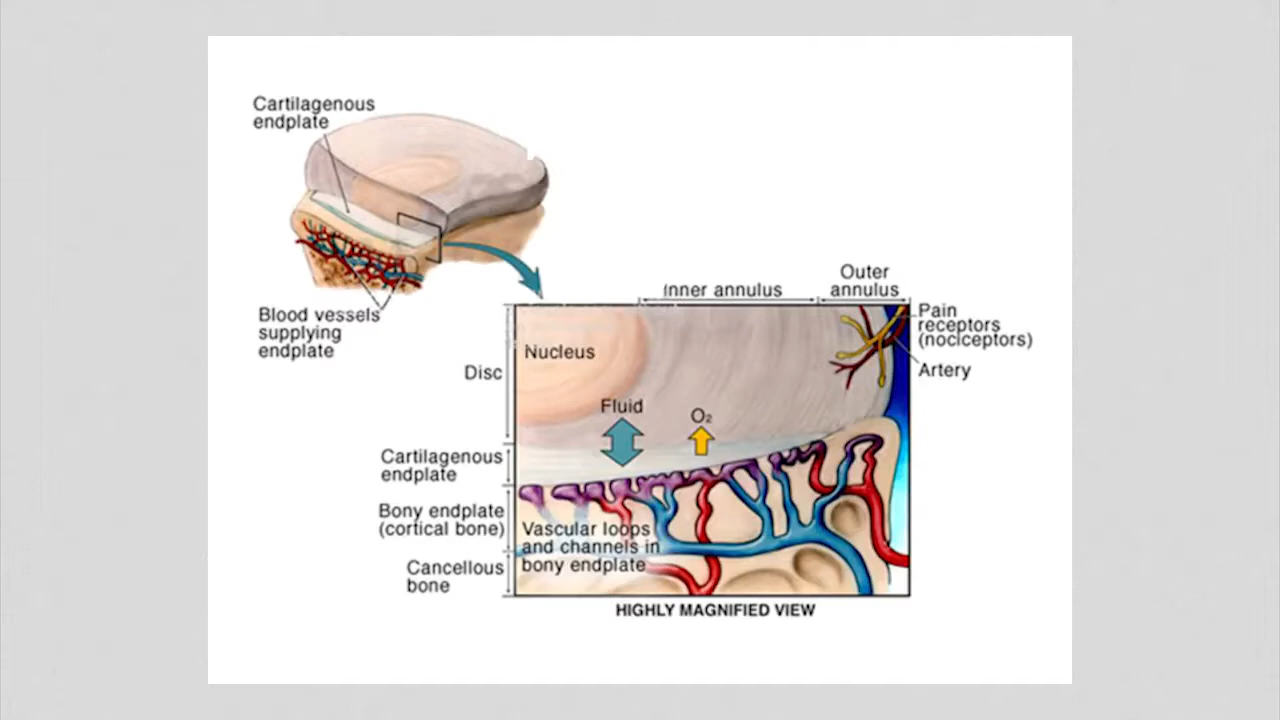 Cartilagenous
endplate
Blood vessels
supplying
endplate
Inner annulus
Outer
annulus
Pain
receptors
(nociceptors)
Artery
Nucleus
Disc
Fluid
O₂
Cartilagenous
endplate
Bony endplate
(cortical bone)
Vascular loops
and channels in
bony endplate
Cancellous
bone
HIGHLY MAGNIFIED VIEW